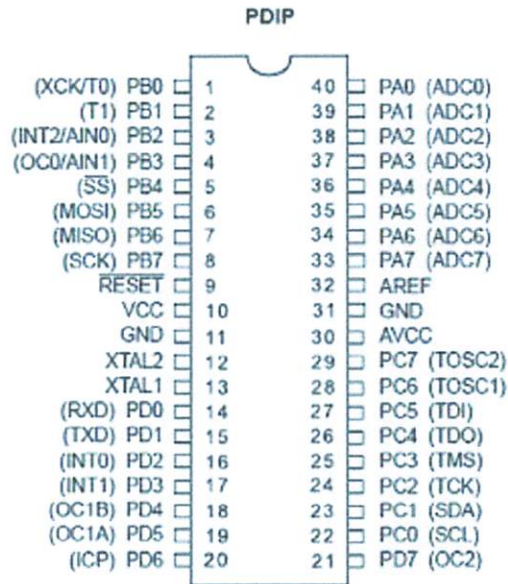 PDIP
(XCK/T0) PB0 1 40 PA0 (ADC0)
(T1) PB1 2 39 PA1 (ADC1)
(INT2/AIN0) PB2 3 38 PA2 (ADC2)
(OC0/AIN1) PB3 4 37 PA3 (ADC3)
(SS) PB4 5 36 PA4 (ADC4)
(MOSI) PB5 6 35 PA5 (ADC5)
(MISO) PB6 7 34 PA6 (ADC6)
(SCK) PB7 8 33 PA7 (ADC7)
RESET 9 32 AREF
VCC 10 31 GND
GND 11 30 AVCC
XTAL2 12 29 PC7 (TOSC2)
XTAL1 13 28 PC6 (TOSC1)
(RXD) PD0 14 27 PC5 (TDI)
(TXD) PD1 15 26 PC4 (TDO)
(INT0) PD2 16 25 PC3 (TMS)
(INT1) PD3 17 24 PC2 (TCK)
(OC1B) PD4 18 23 PC1 (SDA)
(OC1A) PD5 19 22 PC0 (SCL)
(ICP) PD6 20 21 PD7 (OC2)